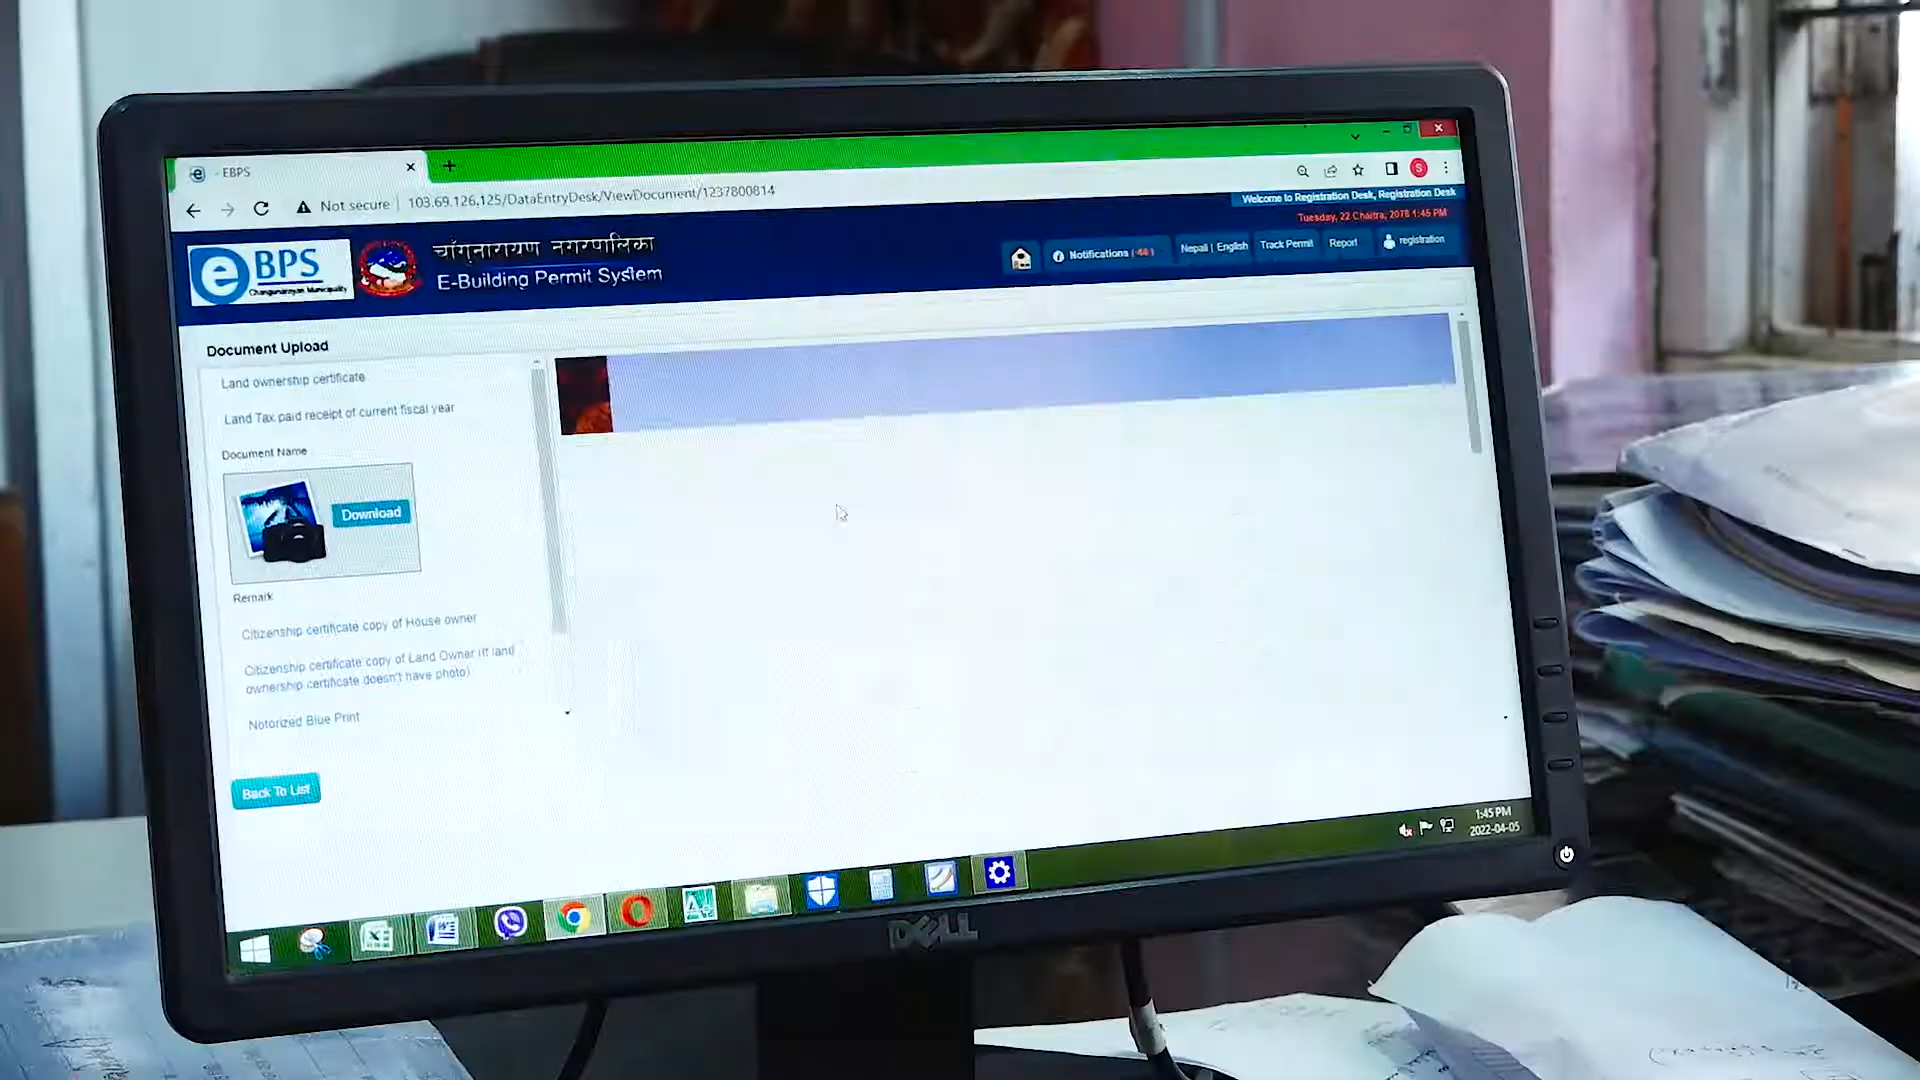 - EBPS
Not secure
103.69.126.125/DataEntryDesk/ViewDocument/1237800814
Welcome to Registration Desk, Registration Desk
Tuesday, 22 Chaitra, 2078 1:45 PM
eBPS
Changunarayan Municipality
चाँगुनारायण नगरपालिका
E-Building Permit System
Notifications (46)
Nepali | English
Track Permit
Report
registration
Document Upload
Land ownership certificate
Land Tax paid receipt of current fiscal year
Document Name
Download
Remark
Citizenship certificate copy of House owner
Citizenship certificate copy of Land Owner (If land
ownership certificate doesn't have photo)
Notorized Blue Print
Back To List
1:45 PM
2022-04-05
DELL